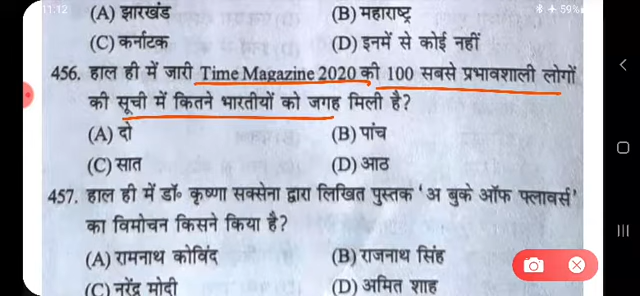 11:12
59%
(A) झारखंड (B) महाराष्ट्र
(C) कर्नाटक (D) इनमें से कोई नहीं
456. हाल ही में जारी Time Magazine 2020 की 100 सबसे प्रभावशाली लोगों
की सूची में कितने भारतीयों को जगह मिली है?
(A) दो (B) पांच
(C) सात (D) आठ
457. हाल ही में डॉ॰ कृष्णा सक्सेना द्वारा लिखित पुस्तक ‘अ बुके ऑफ फ्लावर्स’
का विमोचन किसने किया है?
(A) रामनाथ कोविंद (B) राजनाथ सिंह
(C) नरेंद्र मोदी (D) अमित शाह